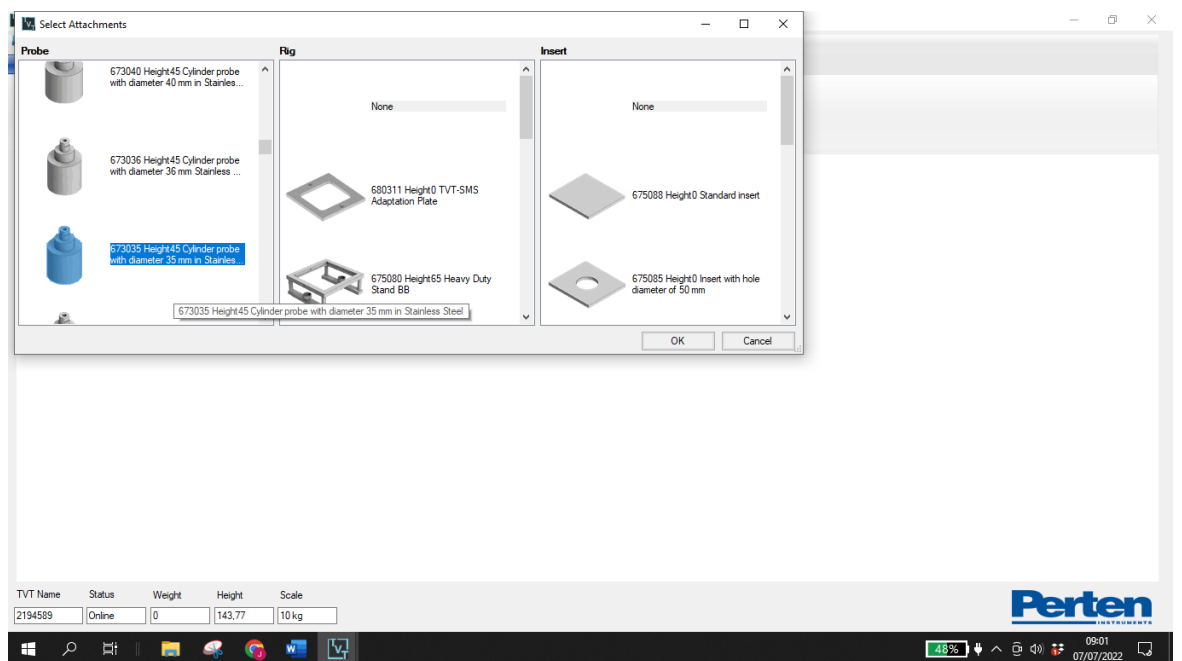 Select Attachments
Probe
Rig
Insert
673040 Height45 Cylinder probe
with diameter 40 mm in Stainles...
673036 Height45 Cylinder probe
with diameter 36 mm Stainless ...
673035 Height45 Cylinder probe
with diameter 35 mm in Stainles...
None
680311 Height0 TVT-SMS
Adaptation Plate
675080 Height65 Heavy Duty
Stand BB
None
675088 Height0 Standard insert
675085 Height0 Insert with hole
diameter of 50 mm
673035 Height45 Cylinder probe with diameter 35 mm in Stainless Steel
OK
Cancel
TVT Name
Status
Weight
Height
Scale
2194589
Online
0
143,77
10 kg
Perten
INSTRUMENTS
48%
09:01
07/07/2022